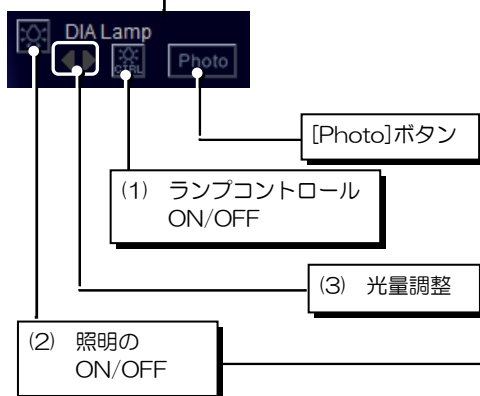 DIA Lamp
CTRL
Photo
[Photo]ボタン
(1) ランプコントロール
ON/OFF
(3) 光量調整
(2) 照明の
ON/OFF